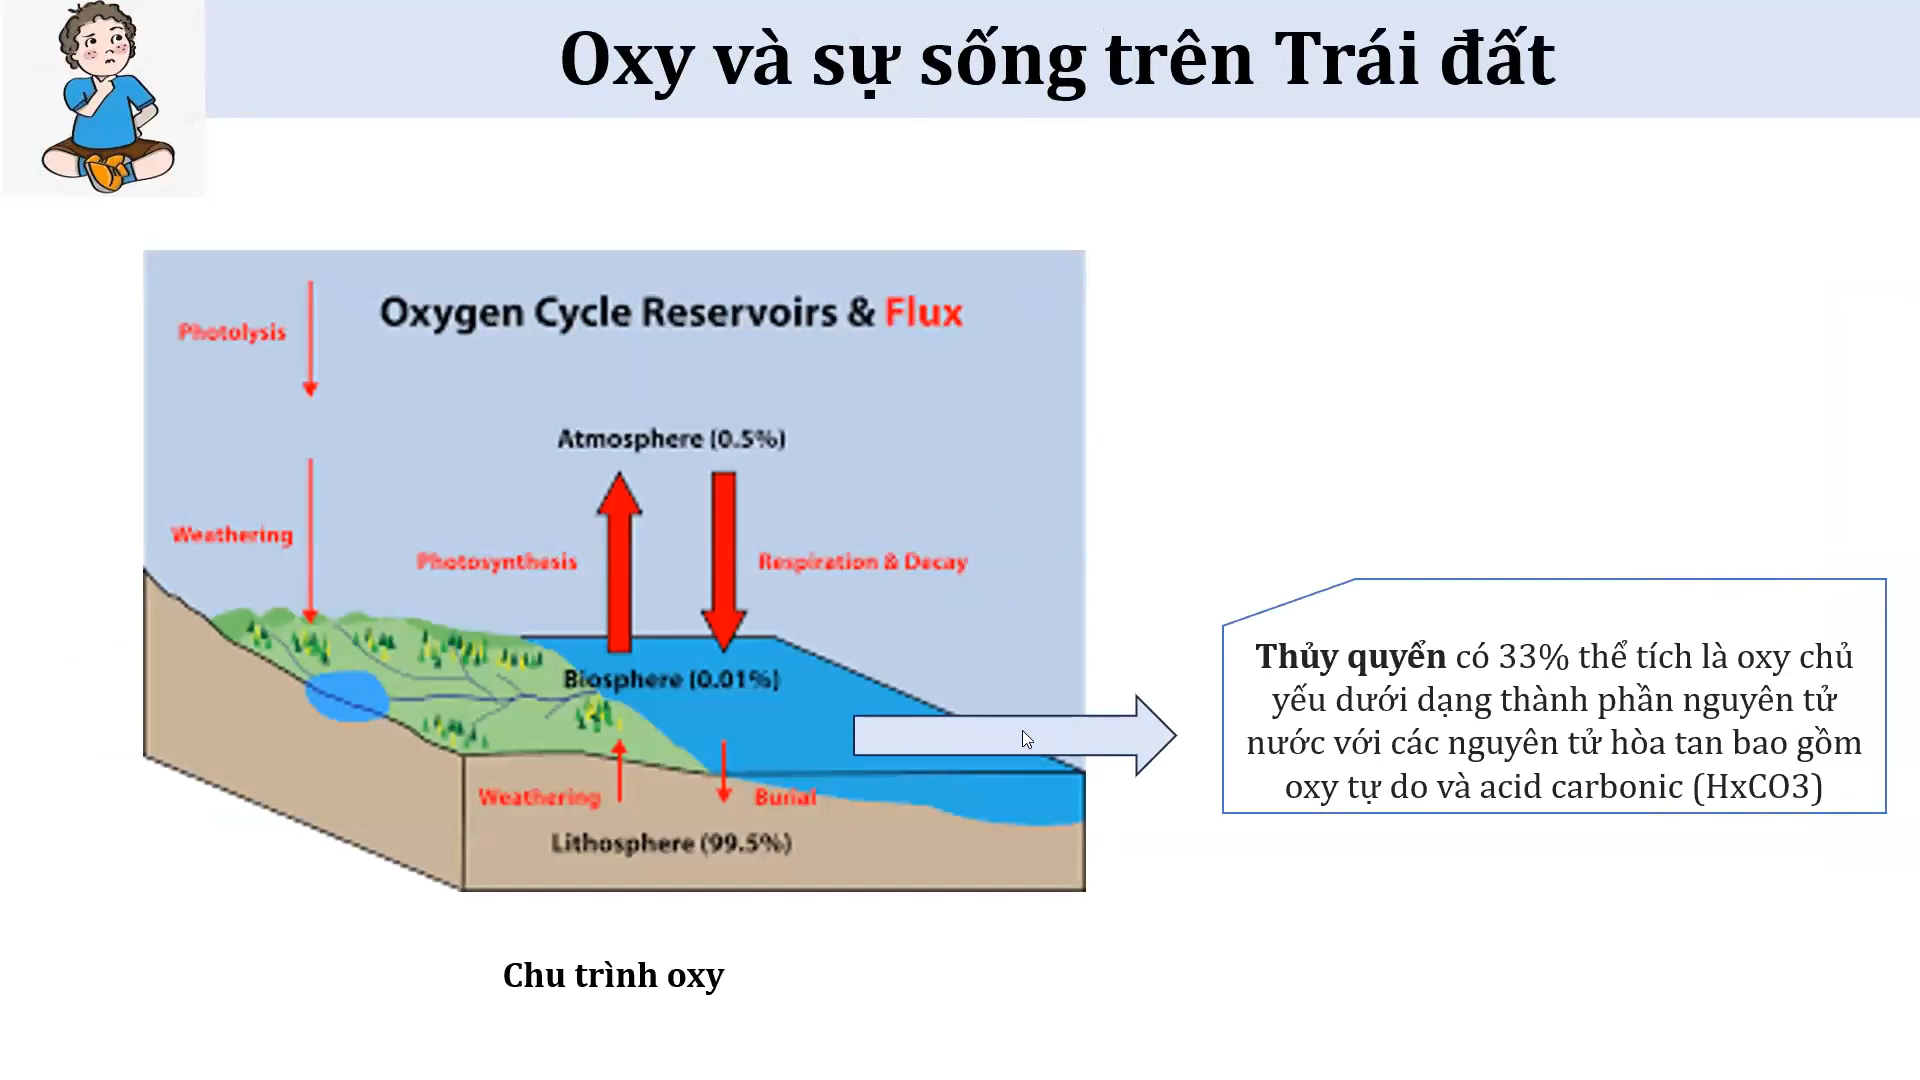 Oxy và sự sống trên Trái đất
Oxygen Cycle Reservoirs & Flux
Photolysis
Atmosphere (0.5%)
Weathering
Photosynthesis
Respiration & Decay
Biosphere (0.01%)
Weathering
Burial
Lithosphere (99.5%)
Thủy quyển có 33% thể tích là oxy chủ
yếu dưới dạng thành phần nguyên tử
nước với các nguyên tử hòa tan bao gồm
oxy tự do và acid carbonic (HxCO3)
Chu trình oxy